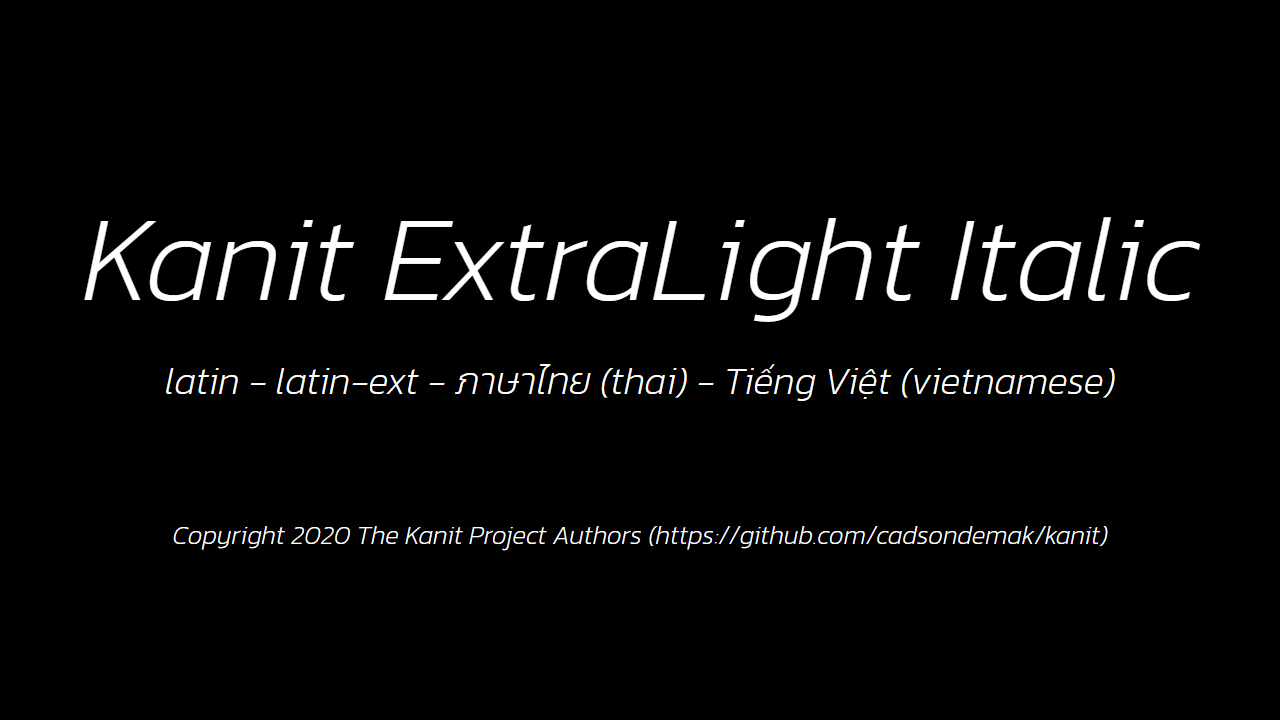 Kanit ExtraLight Italic
latin - latin-ext - ภาษาไทย (thai) - Tiếng Việt (vietnamese)
Copyright 2020 The Kanit Project Authors (https://github.com/cadsondemak/kanit)